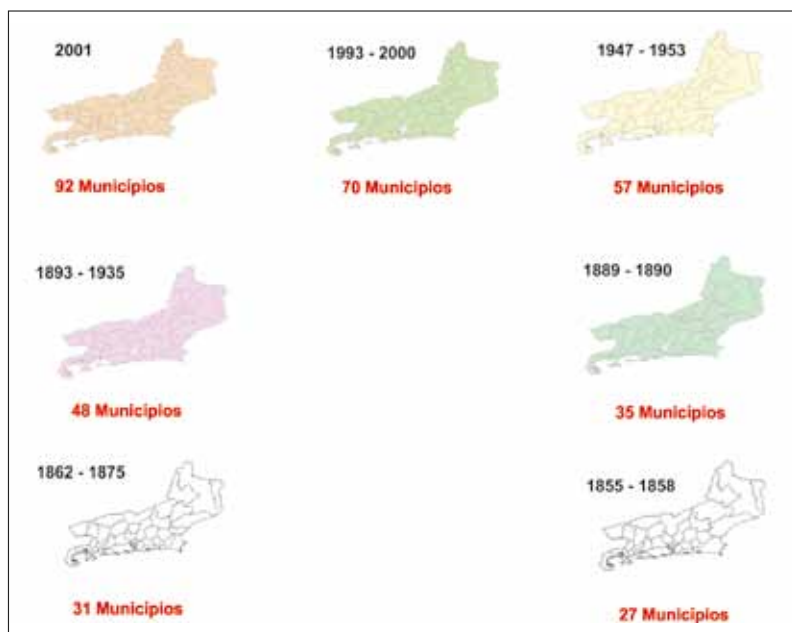 2001
1993 - 2000
1947 - 1953
92 Municípios
70 Municípios
57 Municípios
1893 - 1935
1889 - 1890
48 Municípios
35 Municípios
1862 - 1875
1855 - 1858
31 Municípios
27 Municípios